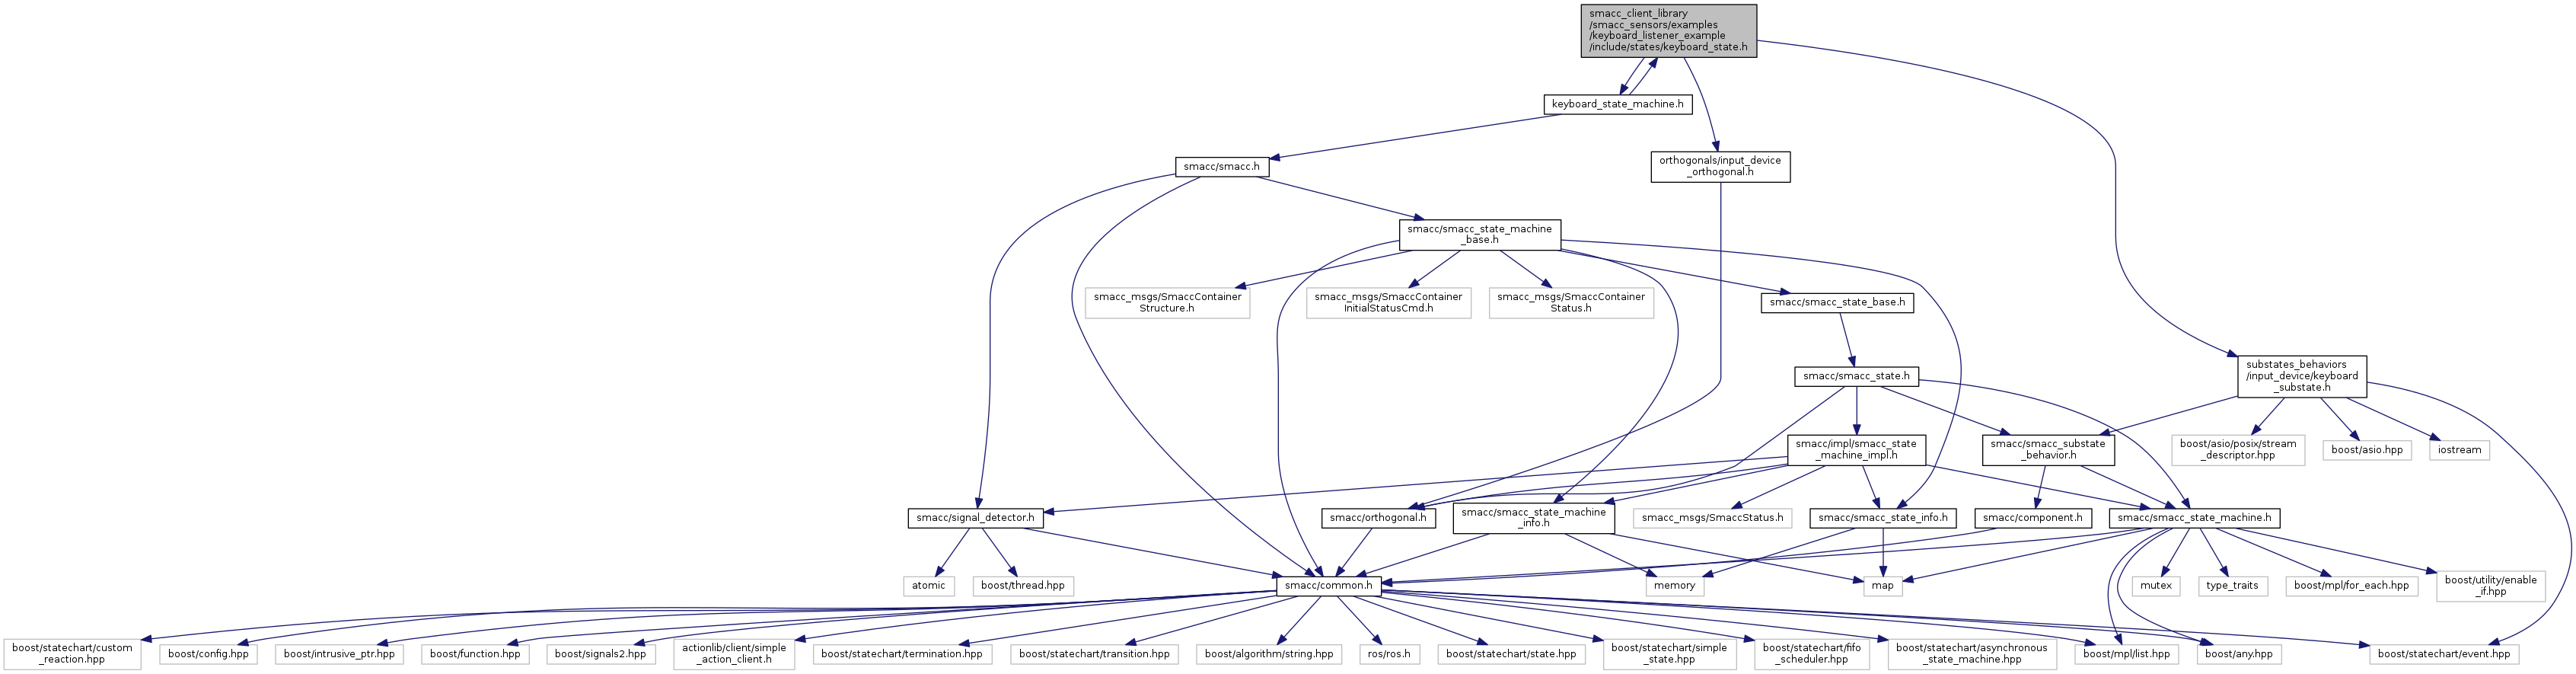 smacc_client_library
/smacc_sensors/examples
/keyboard_listener_example
/include/states/keyboard_state.h
keyboard_state_machine.h
smacc/smacc.h
orthogonals/input_device
_orthogonal.h
smacc/smacc_state_machine
_base.h
smacc_msgs/SmaccContainer
Structure.h
smacc_msgs/SmaccContainer
InitialStatusCmd.h
smacc_msgs/SmaccContainer
Status.h
smacc/smacc_state_base.h
smacc/smacc_state.h
substates_behaviors
/input_device/keyboard
_substate.h
smacc/impl/smacc_state
_machine_impl.h
smacc/smacc_substate
_behavior.h
boost/asio/posix/stream
_descriptor.hpp
boost/asio.hpp
iostream
smacc/signal_detector.h
smacc/orthogonal.h
smacc/smacc_state_machine
_info.h
smacc_msgs/SmaccStatus.h
smacc/smacc_state_info.h
smacc/component.h
smacc/smacc_state_machine.h
atomic
boost/thread.hpp
smacc/common.h
memory
map
mutex
type_traits
boost/mpl/for_each.hpp
boost/utility/enable
_if.hpp
boost/statechart/custom
_reaction.hpp
boost/config.hpp
boost/intrusive_ptr.hpp
boost/function.hpp
boost/signals2.hpp
actionlib/client/simple
_action_client.h
boost/statechart/termination.hpp
boost/statechart/transition.hpp
boost/algorithm/string.hpp
ros/ros.h
boost/statechart/state.hpp
boost/statechart/simple
_state.hpp
boost/statechart/fifo
_scheduler.hpp
boost/statechart/asynchronous
_state_machine.hpp
boost/mpl/list.hpp
boost/any.hpp
boost/statechart/event.hpp